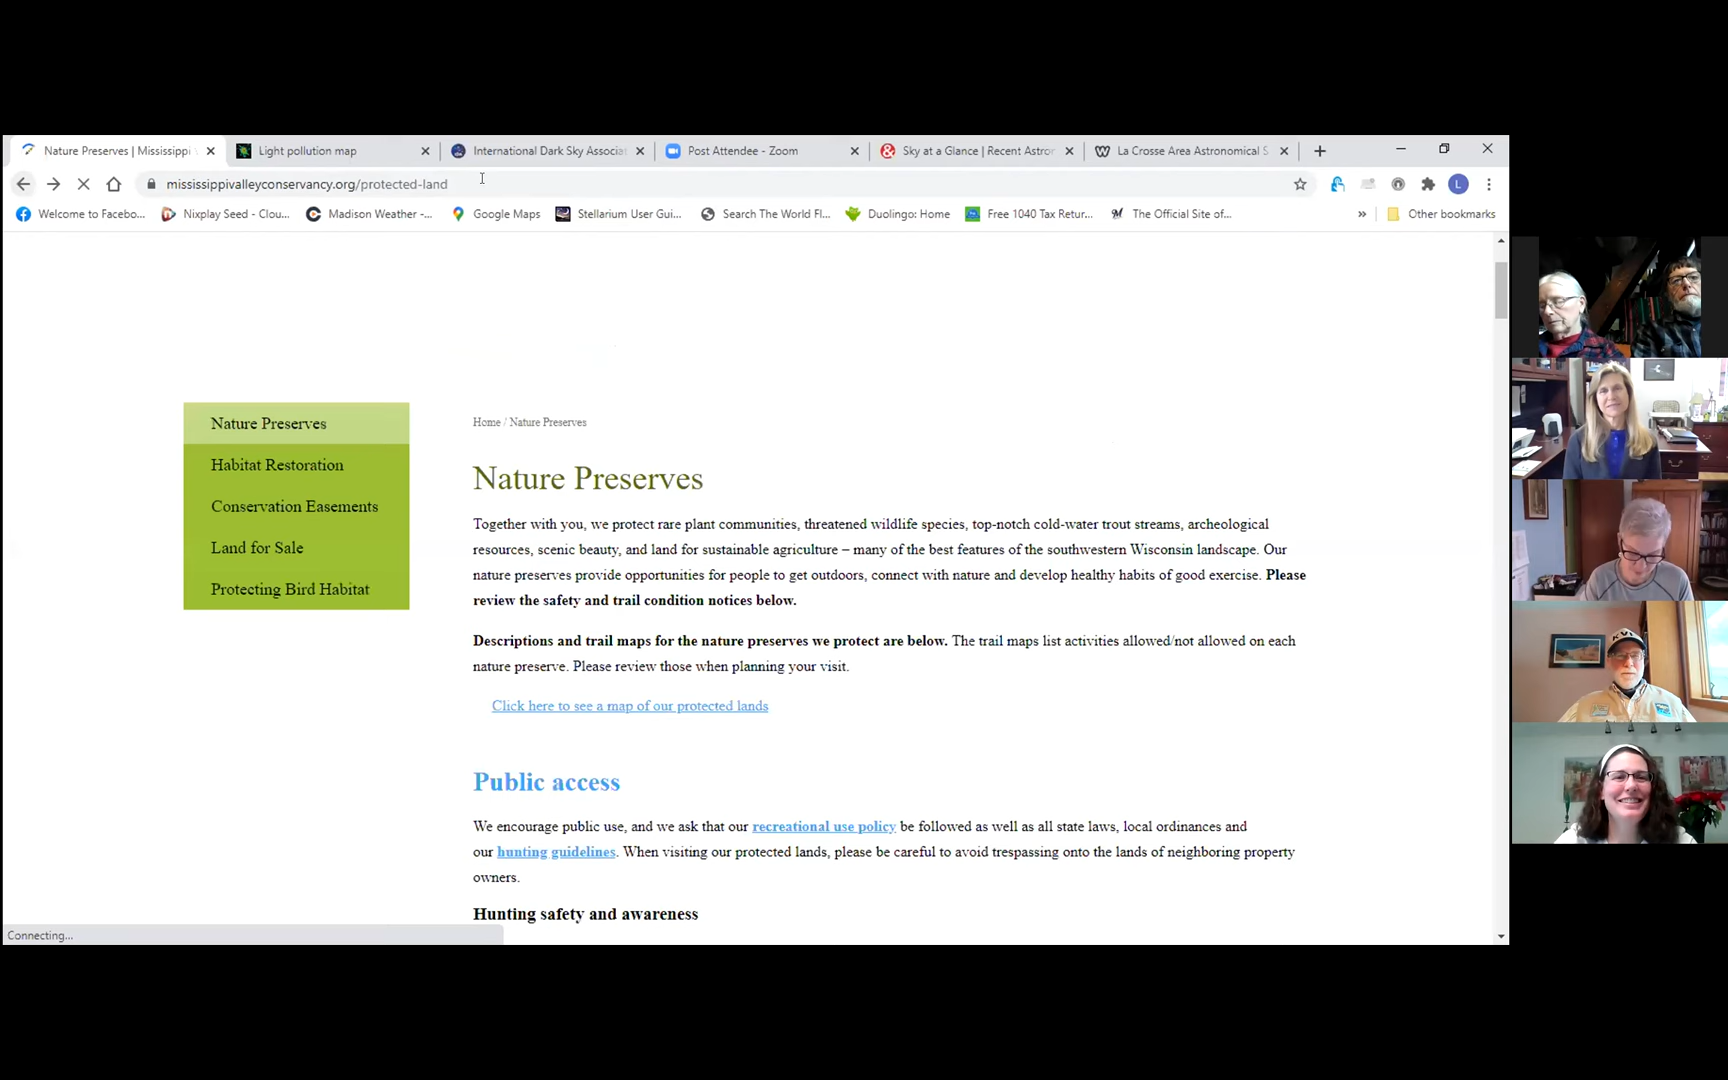 Nature Preserves | Mississippi
Light pollution map
International Dark Sky Associat
Post Attendee - Zoom
Sky at a Glance | Recent Astron
La Crosse Area Astronomical S
mississippivalleyconservancy.org/protected-land
L
Welcome to Facebo...
Nixplay Seed - Clou...
Madison Weather -...
Google Maps
Stellarium User Gui...
Search The World Fl...
Duolingo: Home
Free 1040 Tax Retur...
The Official Site of...
»
Other bookmarks
Nature Preserves
Habitat Restoration
Conservation Easements
Land for Sale
Protecting Bird Habitat
Home / Nature Preserves
Nature Preserves
Together with you, we protect rare plant communities, threatened wildlife species, top-notch cold-water trout streams, archeological
resources, scenic beauty, and land for sustainable agriculture – many of the best features of the southwestern Wisconsin landscape. Our
nature preserves provide opportunities for people to get outdoors, connect with nature and develop healthy habits of good exercise. Please
review the safety and trail condition notices below.
Descriptions and trail maps for the nature preserves we protect are below. The trail maps list activities allowed/not allowed on each
nature preserve. Please review those when planning your visit.
Click here to see a map of our protected lands
Public access
We encourage public use, and we ask that our recreational use policy be followed as well as all state laws, local ordinances and
our hunting guidelines. When visiting our protected lands, please be careful to avoid trespassing onto the lands of neighboring property
owners.
Hunting safety and awareness
Connecting...